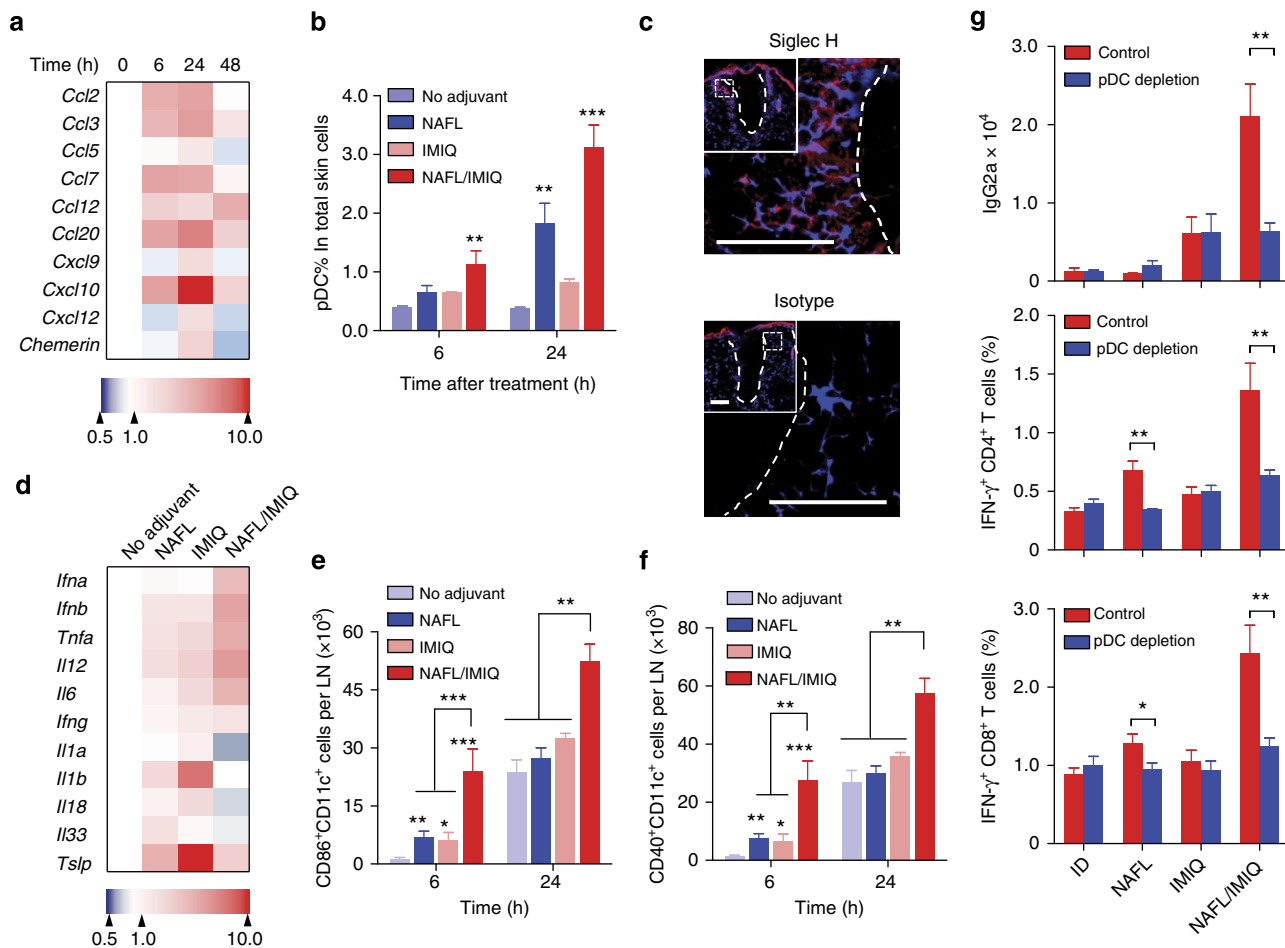 a
Time (h) 0 6 24 48
Ccl2
Ccl3
Ccl5
Ccl7
Ccl12
Ccl20
Cxcl9
Cxcl10
Cxcl12
Chemerin
0.5 1.0 10.0
b
No adjuvant
NAFL
IMIQ
NAFL/IMIQ
pDC% In total skin cells
4.0
3.0
2.0
1.0
0.0
**
**
***
6 24
Time after treatment (h)
c
Siglec H
Isotype
d
No adjuvant
NAFL
IMIQ
NAFL/IMIQ
Ifna
Ifnb
Tnfa
Il12
Il6
Ifng
Il1a
Il1b
Il18
Il33
Tslp
0.5 1.0 10.0
e
No adjuvant
NAFL
IMIQ
NAFL/IMIQ
CD86⁺CD11c⁺ cells per LN (×10³)
60
45
30
15
0
**
*
***
***
**
6 24
Time (h)
f
No adjuvant
NAFL
IMIQ
NAFL/IMIQ
CD40⁺CD11c⁺ cells per LN (×10³)
80
60
40
20
0
**
*
***
**
**
6 24
Time (h)
g
Control
pDC depletion
IgG2a × 10⁴
3.0
2.0
1.0
0
**
Control
pDC depletion
IFN-γ⁺ CD4⁺ T cells (%)
2.0
1.5
1.0
0.5
0
**
**
Control
pDC depletion
IFN-γ⁺ CD8⁺ T cells (%)
3.0
2.0
1.0
0
*
**
ID
NAFL
IMIQ
NAFL/IMIQ